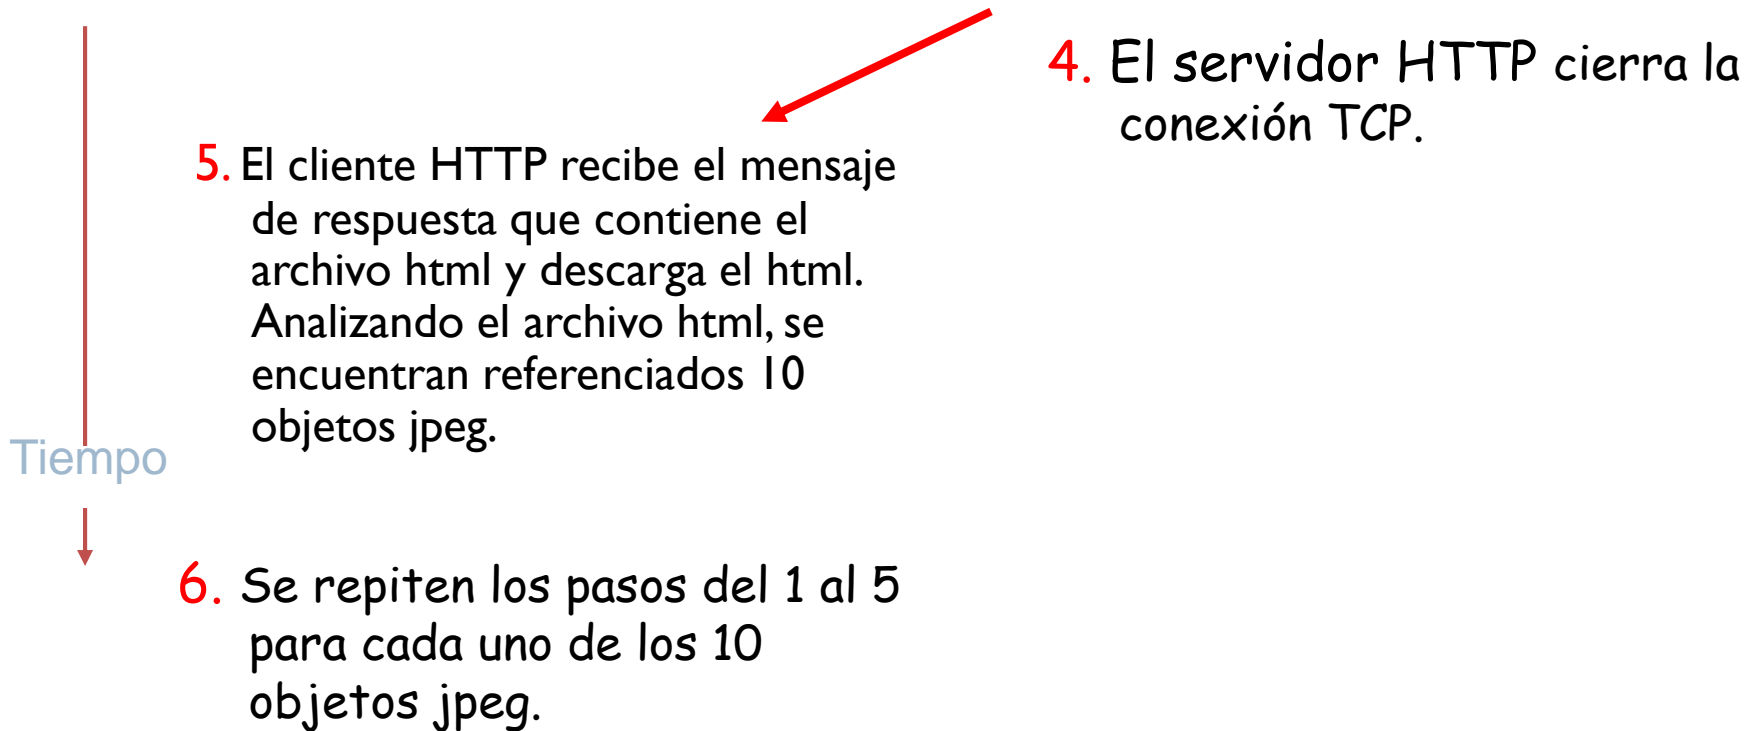 4. El servidor HTTP cierra la
conexión TCP.
5. El cliente HTTP recibe el mensaje
de respuesta que contiene el
archivo html y descarga el html.
Analizando el archivo html, se
encuentran referenciados 10
objetos jpeg.
Tiempo
6. Se repiten los pasos del 1 al 5
para cada uno de los 10
objetos jpeg.